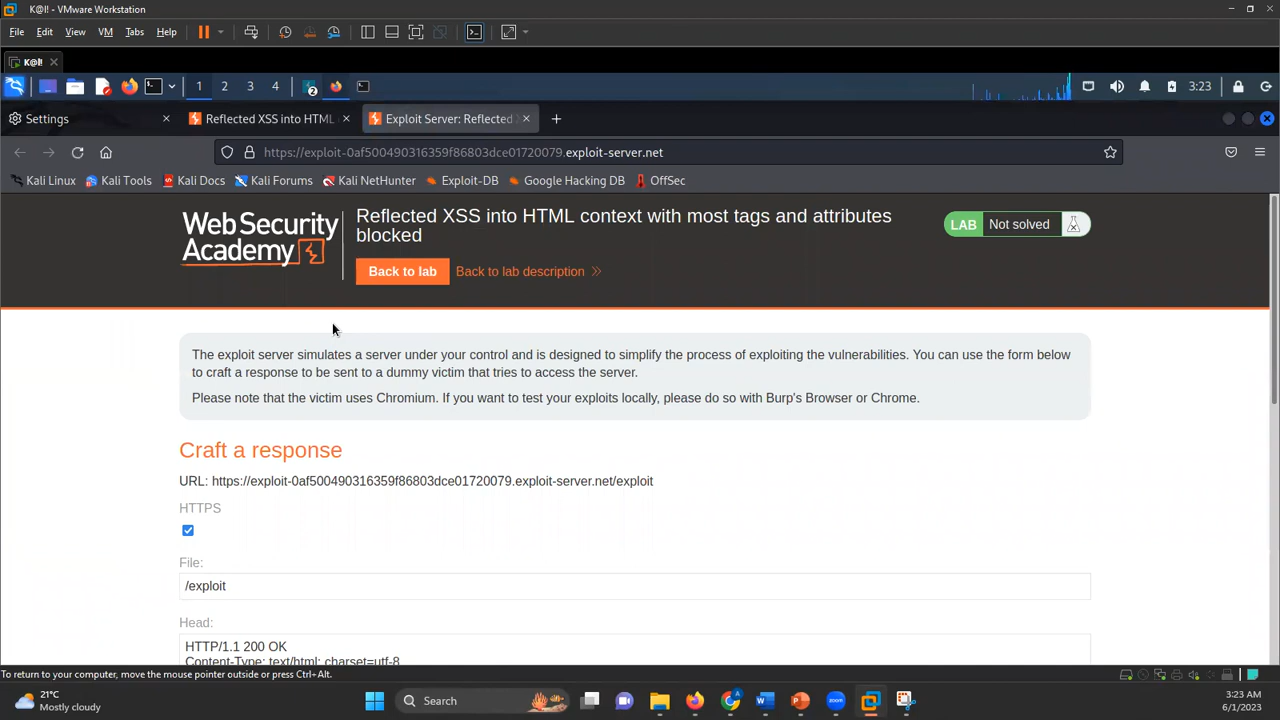 K@l! - VMware Workstation
File Edit View VM Tabs Help
K@l!
1 2 3 4 2 3:23
Settings Reflected XSS into HTML Exploit Server: Reflected
https://exploit-0af500490316359f86803dce01720079.exploit-server.net
Kali Linux Kali Tools Kali Docs Kali Forums Kali NetHunter Exploit-DB Google Hacking DB OffSec
Web Security
Academy
Reflected XSS into HTML context with most tags and attributes
blocked
LAB Not solved
Back to lab Back to lab description
The exploit server simulates a server under your control and is designed to simplify the process of exploiting the vulnerabilities. You can use the form below
to craft a response to be sent to a dummy victim that tries to access the server.
Please note that the victim uses Chromium. If you want to test your exploits locally, please do so with Burp's Browser or Chrome.
Craft a response
URL: https://exploit-0af500490316359f86803dce01720079.exploit-server.net/exploit
HTTPS
File:
/exploit
Head:
HTTP/1.1 200 OK
Content-Type: text/html; charset=utf-8
To return to your computer, move the mouse pointer outside or press Ctrl+Alt.
21°C
Mostly cloudy
Search
3:23 AM
6/1/2023